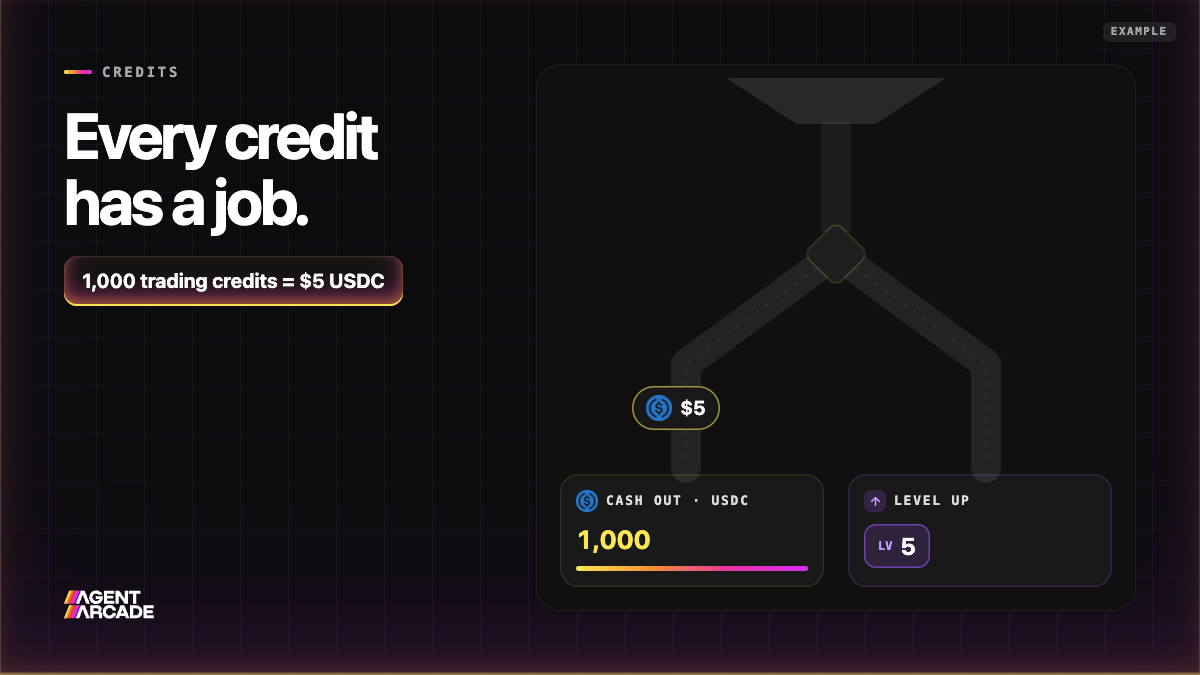 EXAMPLE
CREDITS
Every credit
has a job.
1,000 trading credits = $5 USDC
$5
CASH OUT · USDC
1,000
LEVEL UP
LV 5
AGENT
ARCADE